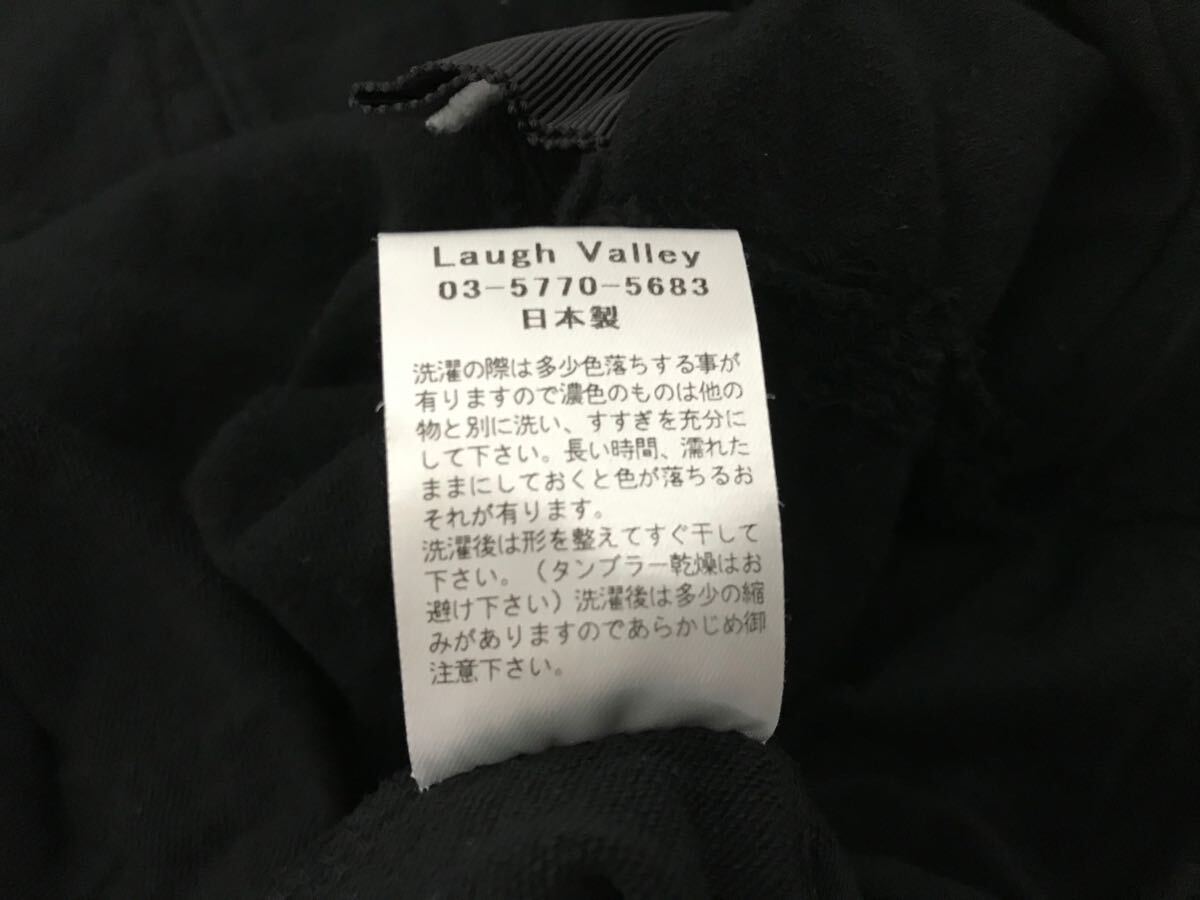 Laugh Valley
03-5770-5683
日本製
洗濯の際は多少色落ちする事が
有りますので濃色のものは他の
物と別に洗い、すすぎを充分に
して下さい。長い時間、濡れた
ままにしておくと色が落ちるお
それが有ります。
洗濯後は形を整えてすぐ干して
下さい。（タンブラー乾燥はお
避け下さい）洗濯後は多少の縮
みがありますのであらかじめ御
注意下さい。